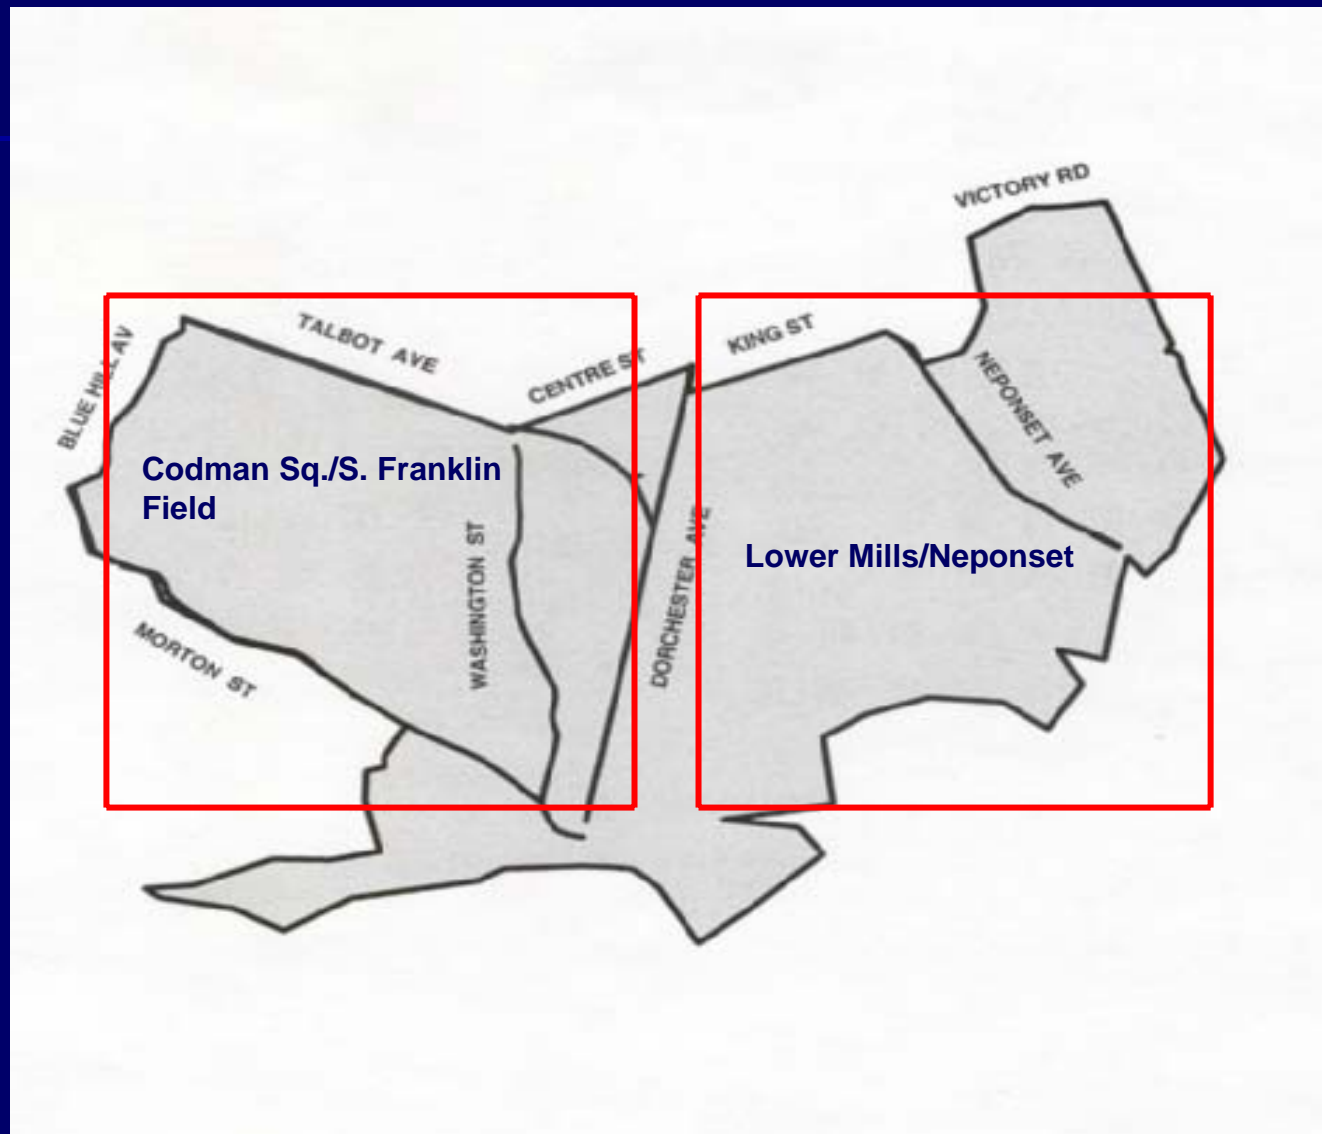 VICTORY RD
KING ST
TALBOT AVE
CENTRE ST
BLUE HILL AV
NEPONSET AVE
Codman Sq./S. Franklin
Field
WASHINGTON ST
DORCHESTER AVE
Lower Mills/Neponset
MORTON ST